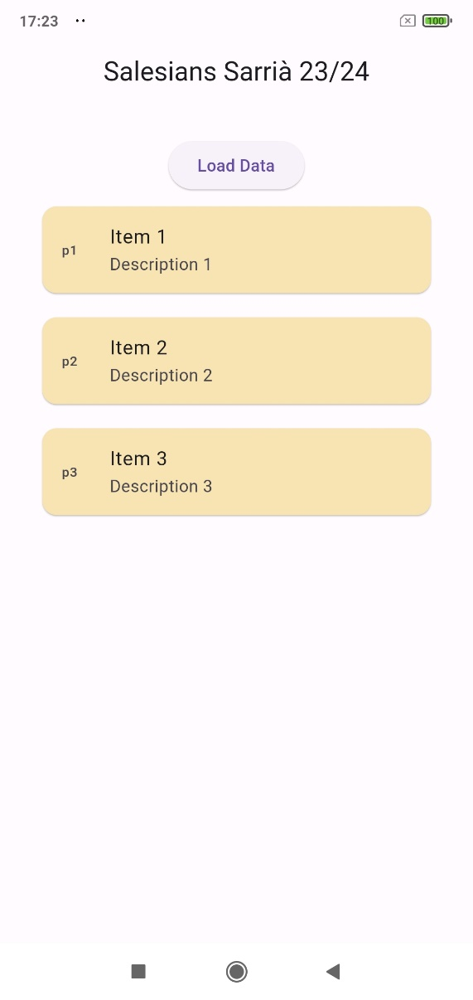 17:23
100
Salesians Sarrià 23/24
Load Data
p1
Item 1
Description 1
p2
Item 2
Description 2
p3
Item 3
Description 3